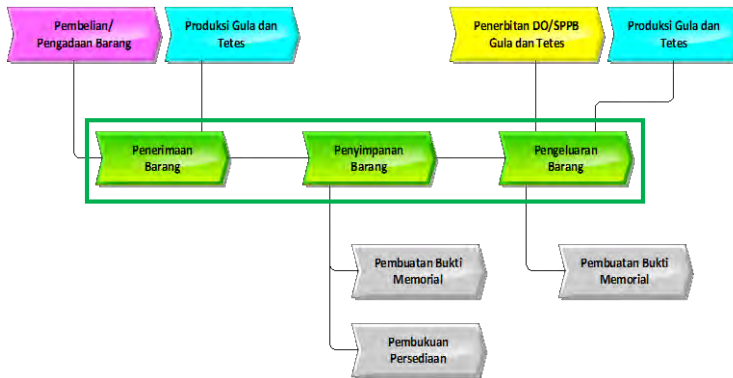 Pembelian/
Pengadaan Barang
Produksi Gula dan
Tetes
Penerbitan DO/SPPB
Gula dan Tetes
Produksi Gula dan
Tetes
Penerimaan
Barang
Penyimpanan
Barang
Pengeluaran
Barang
Pembuatan Bukti
Memorial
Pembuatan Bukti
Memorial
Pembukuan
Persediaan